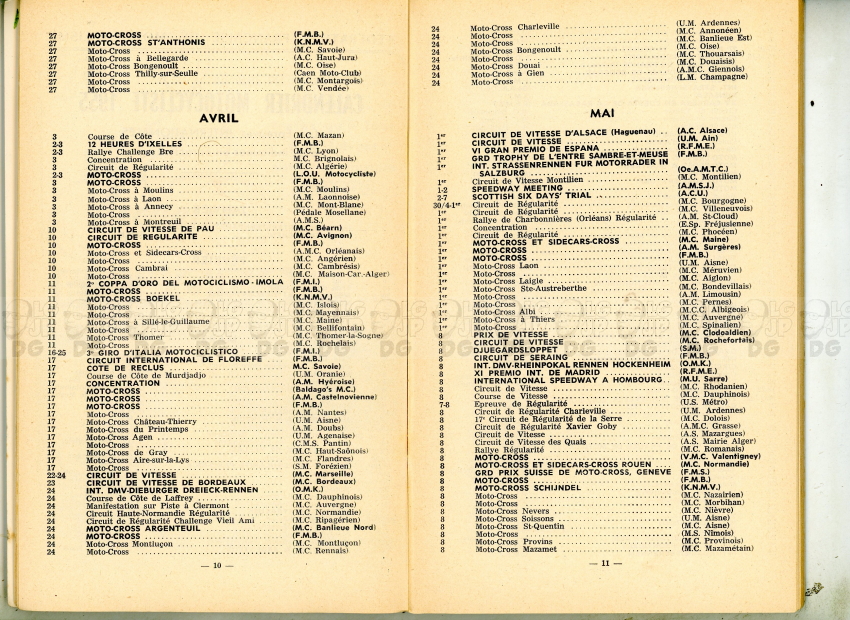 27 MOTO-CROSS (F.M.B.)
27 MOTO-CROSS ST'ANTHONIS (K.N.M.V.)
27 Moto-Cross (M.C. Savoie)
27 Moto-Cross à Bellegarde (A.C. Haut-Jura)
27 Moto-Cross Bongenoult (M.C. Oise)
27 Moto-Cross Thilly-sur-Seulle (Caen Moto-Club)
27 Moto-Cross (M.C. Montargois)
27 Moto-Cross (M.C. Vendée)
AVRIL
3 Course de Côte (M.C. Mazan)
2-3 12 HEURES D'IXELLES (F.M.B.)
2-3 Rallye Challenge Bre (M.C. Lyon)
3 Concentration (M.C. Brignolais)
3 Circuit de Régularité (M.C. Algérie)
2-3 MOTO-CROSS (L.O.U. Motocycliste)
3 MOTO-CROSS (F.M.B.)
3 Moto-Cross à Moulins (M.C. Moulins)
3 Moto-Cross à Laon (A.M. Laonnoise)
3 Moto-Cross à Annecy (M.C. Mont-Blanc)
3 Moto-Cross (Pédale Mosellane)
3 Moto-Cross à Montreuil (A.M.S.)
10 CIRCUIT DE VITESSE DE PAU (M.C. Béarn)
10 CIRCUIT DE REGULARITE (M.C. Avignon)
10 MOTO-CROSS (F.M.B.)
10 Moto-Cross et Sidecars-Cross (A.M.C. Orléanais)
10 Moto-Cross (M.C. Angérien)
10 Moto-Cross Cambrai (M.C. Cambrésis)
10 Moto-Cross (M.C. Maison-Car.-Alger)
11 2e COPPA D'ORO DEL MOTOCICLISMO-IMOLA (F.M.I.)
11 MOTO-CROSS (F.M.B.)
11 MOTO-CROSS BOEKEL (K.N.M.V.)
11 Moto-Cross (M.C. Islois)
11 Moto-Cross (M.C. Mayennais)
11 Moto-Cross à Sillé-le-Guillaume (M.C. Maine)
11 Moto-Cross (M.C. Bellifontain)
11 Moto-Cross Thomer (M.C. Thomer-la-Sogne)
11 Moto-Cross (M.C. Rochelais)
16-25 3e GIRO D'ITALIA MOTOCICLISTICO (F.M.I.)
17 CIRCUIT INTERNATIONAL DE FLOREFFE (F.M.B.)
17 COTE DE RECLUS (M.C. Savoie)
17 Course de Côte de Murdjadjo (U.M. Oranie)
17 CONCENTRATION (A.M. Hyéroise)
17 MOTO-CROSS (Baldago's M.C.)
17 MOTO-CROSS (A.M. Castelnovienne)
17 MOTO-CROSS (F.M.B.)
17 Moto-Cross (A.M. Nantes)
17 Moto-Cross Château-Thierry (U.M. Aisne)
17 Moto-Cross du Printemps (A.M. Doubs)
17 Moto-Cross Agen (U.M. Agenaise)
17 Moto-Cross (C.M.S. Pantin)
17 Moto-Cross de Gray (M.C. Haut-Saônois)
17 Moto-Cross Aire-sur-la-Lys (M.C. Flandres)
17 Moto-Cross (S.M. Forézien)
22-24 CIRCUIT DE VITESSE (M.C. Marseille)
23 CIRCUIT DE VITESSE DE BORDEAUX (M.C. Bordeaux)
24 INT. DMV-DIEBURGER DREIECK-RENNEN (O.M.K.)
24 Course de Côte de Laffrey (M.C. Dauphinois)
24 Manifestation sur Piste à Clermont (M.C. Auvergne)
24 Circuit Haute-Normandie Régularité (M.C. Normandie)
24 Circuit de Régularité Challenge Vieil Ami (M.C. Ripagérien)
24 MOTO-CROSS ARGENTEUIL (M.C. Banlieue Nord)
24 MOTO-CROSS (F.M.B.)
24 Moto-Cross Montluçon (M.C. Montluçon)
24 Moto-Cross (M.C. Rennais)
— 10 —
24 Moto-Cross Charleville (U.M. Ardennes)
24 Moto-Cross (M.C. Annonéen)
24 Moto-Cross (M.C. Banlieue Est)
24 Moto-Cross Bongenoult (M.C. Oise)
24 Moto-Cross (M.C. Thouarsais)
24 Moto-Cross Douai (M.C. Douaisis)
24 Moto-Cross à Gien (A.M.C. Giennois)
24 Moto-Cross (L.M. Champagne)
MAI
1er CIRCUIT DE VITESSE D'ALSACE (Haguenau) (A.C. Alsace)
1er CIRCUIT DE VITESSE (U.M. Ain)
1er VI GRAN PREMIO DE ESPANA (R.F.M.E.)
1er GRD TROPHY DE L'ENTRE SAMBRE-ET-MEUSE (F.M.B.)
1er INT. STRASSENRENNEN FUR MOTORRADER IN
SALZBURG (Oe.A.M.T.C.)
1er Circuit de Vitesse Montilien (M.C. Montilien)
1-2 SPEEDWAY MEETING (A.M.S.J.)
2-7 SCOTTISH SIX DAYS' TRIAL (A.C.U.)
30/4-1er Circuit de Régularité (M.C. Bourgogne)
1er Circuit de Régularité (M.C. Villeneuvois)
1er Rallye de Charbonnières (Orléans) Régularité (A.M. St-Cloud)
1er Concentration (E.Sp. Fréjusienne)
1er Circuit de Régularité (M.C. Phocéen)
1er MOTO-CROSS ET SIDECARS-CROSS (M.C. Maine)
1er MOTO-CROSS (A.M. Surgères)
1er MOTO-CROSS (F.M.B.)
1er Moto-Cross Laon (U.M. Aisne)
1er Moto-Cross (M.C. Méruvien)
1er Moto-Cross Laigle (M.C. Aiglon)
1er Moto-Cross Ste-Austreberthe (M.C. Bondevillais)
1er Moto-Cross (A.M. Limousin)
1er Moto-Cross (M.C. Pernes)
1er Moto-Cross Albi (M.C.C. Albigeois)
1er Moto-Cross à Thiers (M.C. Auvergne)
1er Moto-Cross (M.C. Spinalien)
8 PRIX DE VITESSE (M.C. Clodoaldien)
8 CIRCUIT DE VITESSE (M.C. Rochefortais)
8 DJUEGARDSLOPPET (S.M.)
8 CIRCUIT DE SERAING (F.M.B.)
8 INT. DMV-RHEINPOKAL RENNEN HOCKENHEIM (O.M.K.)
8 XI PREMIO INT. DE MADRID (R.F.M.E.)
8 INTERNATIONAL SPEEDWAY A HOMBOURG (M.U. Sarre)
8 Circuit de Vitesse (M.C. Rhodanien)
8 Course de Vitesse (M.C. Dauphinois)
7-8 Epreuve de Régularité (U.S. Métro)
8 Circuit de Régularité Charleville (U.M. Ardennes)
8 17e Circuit de Régularité de la Serre (M.C. Dolois)
8 Circuit de Régularité Xavier Goby (A.M.C. Grasse)
8 Circuit de Vitesse (A.S. Mazargues)
8 Circuit de Vitesse des Quais (A.S. Mairie Alger)
8 Rallye Régularité (M.C. Romanais)
8 MOTO-CROSS (V.M.C. Valentigney)
8 MOTO-CROSS ET SIDECARS-CROSS ROUEN (M.C. Normandie)
8 GRD PRIX SUISSE DE MOTO-CROSS, GENEVE (F.M.S.)
8 MOTO-CROSS (F.M.B.)
8 MOTO-CROSS SCHIJNDEL (K.N.M.V.)
8 Moto-Cross (M.C. Nazairien)
8 Moto-Cross (M.C. Morbihan)
8 Moto-Cross Nevers (M.C. Nièvre)
8 Moto-Cross Soissons (U.M. Aisne)
8 Moto-Cross St-Quentin (M.C. Aisne)
8 Moto-Cross (M.S. Nîmois)
8 Moto-Cross Provins (M.C. Provinois)
8 Moto-Cross Mazamet (M.C. Mazamétain)
— 11 —